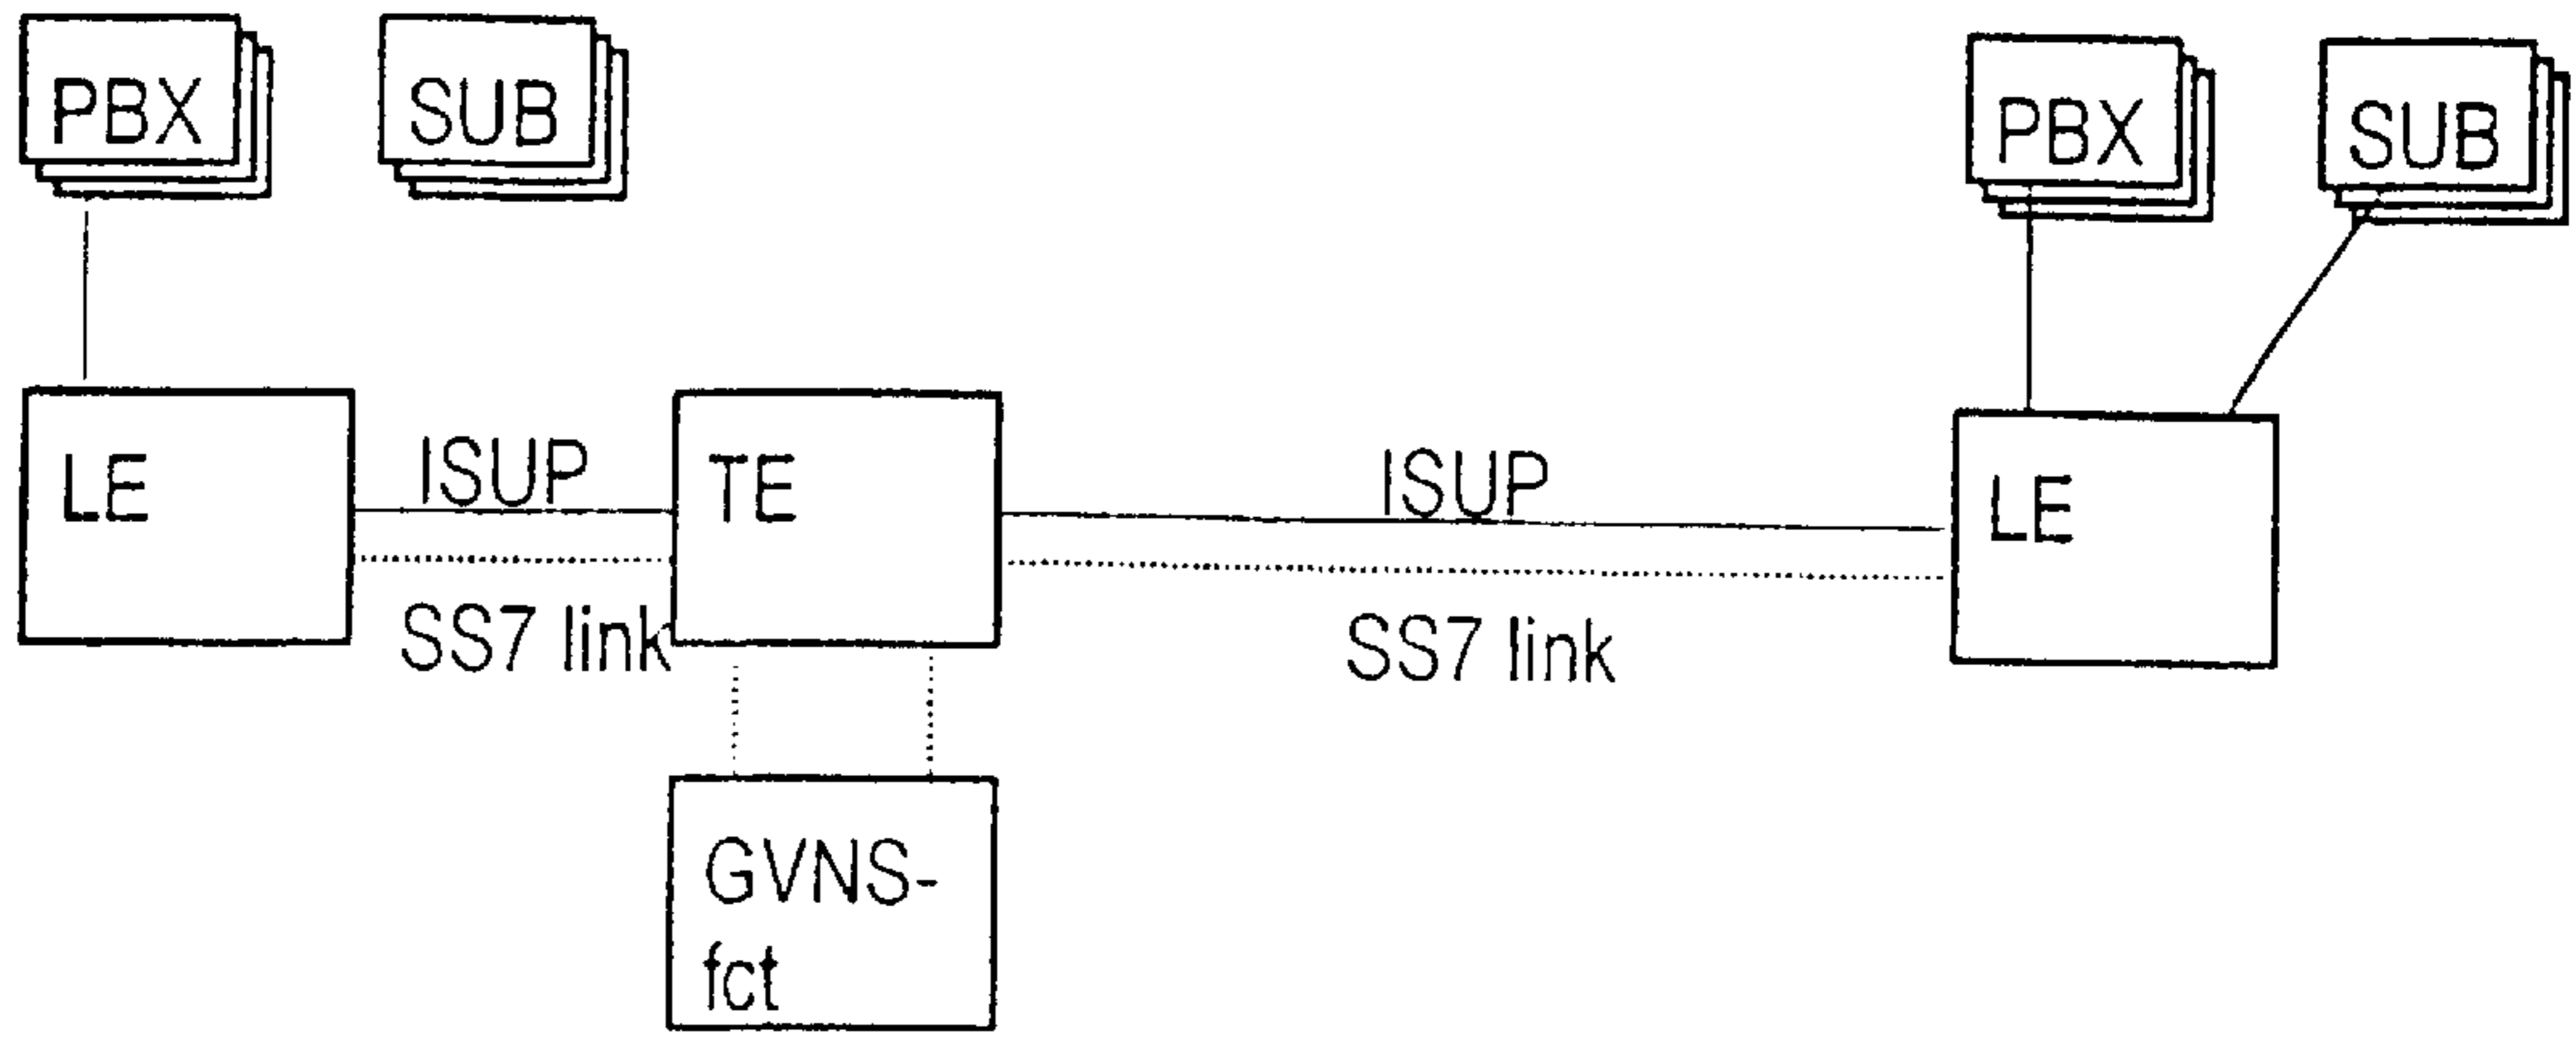 PBX
SUB
PBX
SUB
LE
ISUP
TE
ISUP
LE
SS7 link
SS7 link
GVNS-
fct